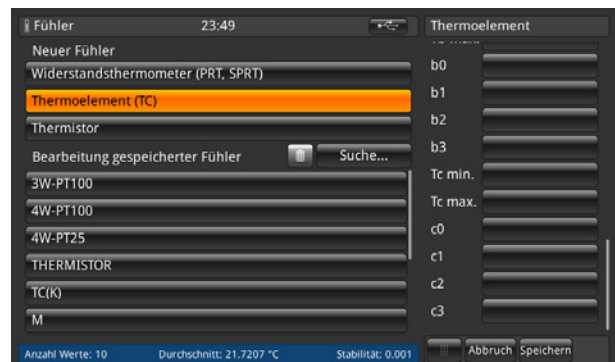 Fühler 23:49
Neuer Fühler
Widerstandsthermometer (PRT, SPRT)
Thermoelement (TC)
Thermistor
Bearbeitung gespeicherter Fühler Suche...
3W-PT100
4W-PT100
4W-PT25
THERMISTOR
TC(K)
M
Anzahl Werte: 10 Durchschnitt: 21.7207 °C Stabilität: 0.001
Thermoelement
b0
b1
b2
b3
Tc min.
Tc max.
c0
c1
c2
c3
Abbruch Speichern